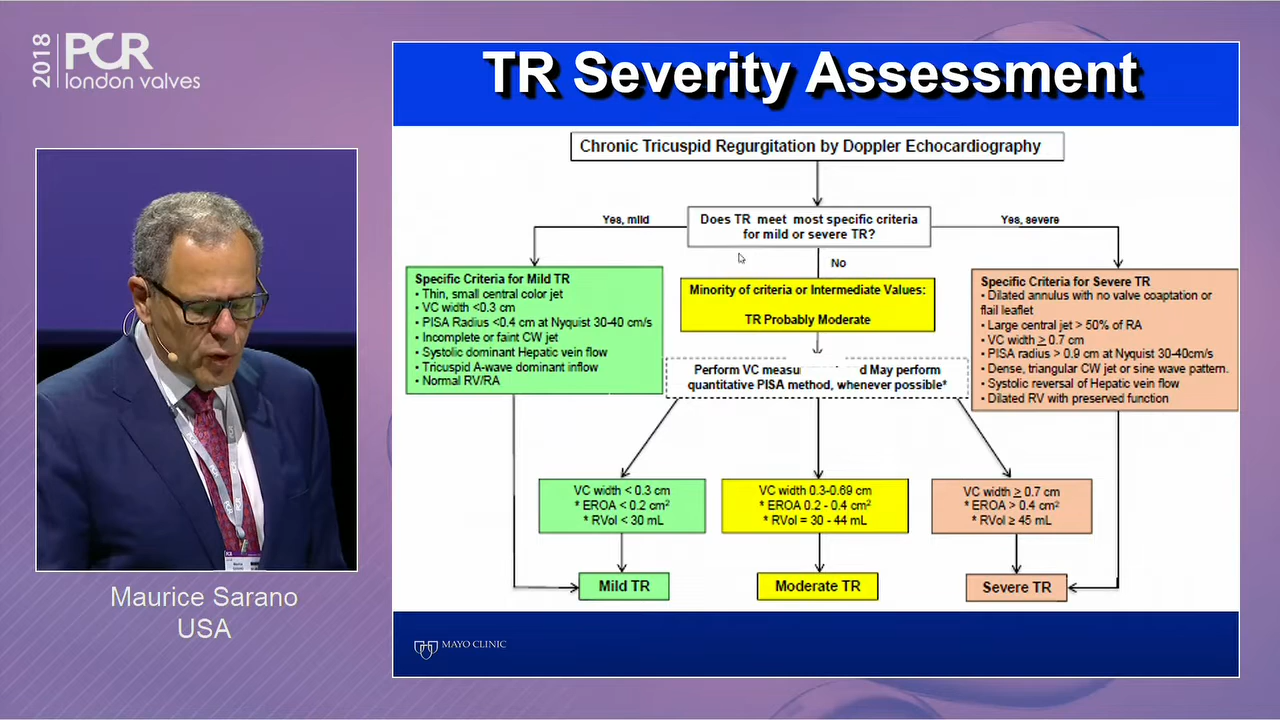 2018
PCR
london valves
TR Severity Assessment
Chronic Tricuspid Regurgitation by Doppler Echocardiography
Yes, mild
Does TR meet most specific criteria
for mild or severe TR?
Yes, severe
No
Specific Criteria for Mild TR
• Thin, small central color jet
• VC width <0.3 cm
• PISA Radius <0.4 cm at Nyquist 30-40 cm/s
• Incomplete or faint CW jet
• Systolic dominant Hepatic vein flow
• Tricuspid A-wave dominant inflow
• Normal RV/RA
Minority of criteria or Intermediate Values:
TR Probably Moderate
Specific Criteria for Severe TR
• Dilated annulus with no valve coaptation or
flail leaflet
• Large central jet > 50% of RA
• VC width ≥ 0.7 cm
• PISA radius > 0.9 cm at Nyquist 30-40cm/s
• Dense, triangular CW jet or sine wave pattern.
• Systolic reversal of Hepatic vein flow
• Dilated RV with preserved function
Perform VC measu d May perform
quantitative PISA method, whenever possible*
VC width < 0.3 cm
* EROA < 0.2 cm²
* RVol < 30 mL
VC width 0.3-0.69 cm
* EROA 0.2 - 0.4 cm²
* RVol = 30 - 44 mL
VC width ≥ 0.7 cm
* EROA > 0.4 cm²
* RVol ≥ 45 mL
Mild TR
Moderate TR
Severe TR
Maurice Sarano
USA
MAYO CLINIC